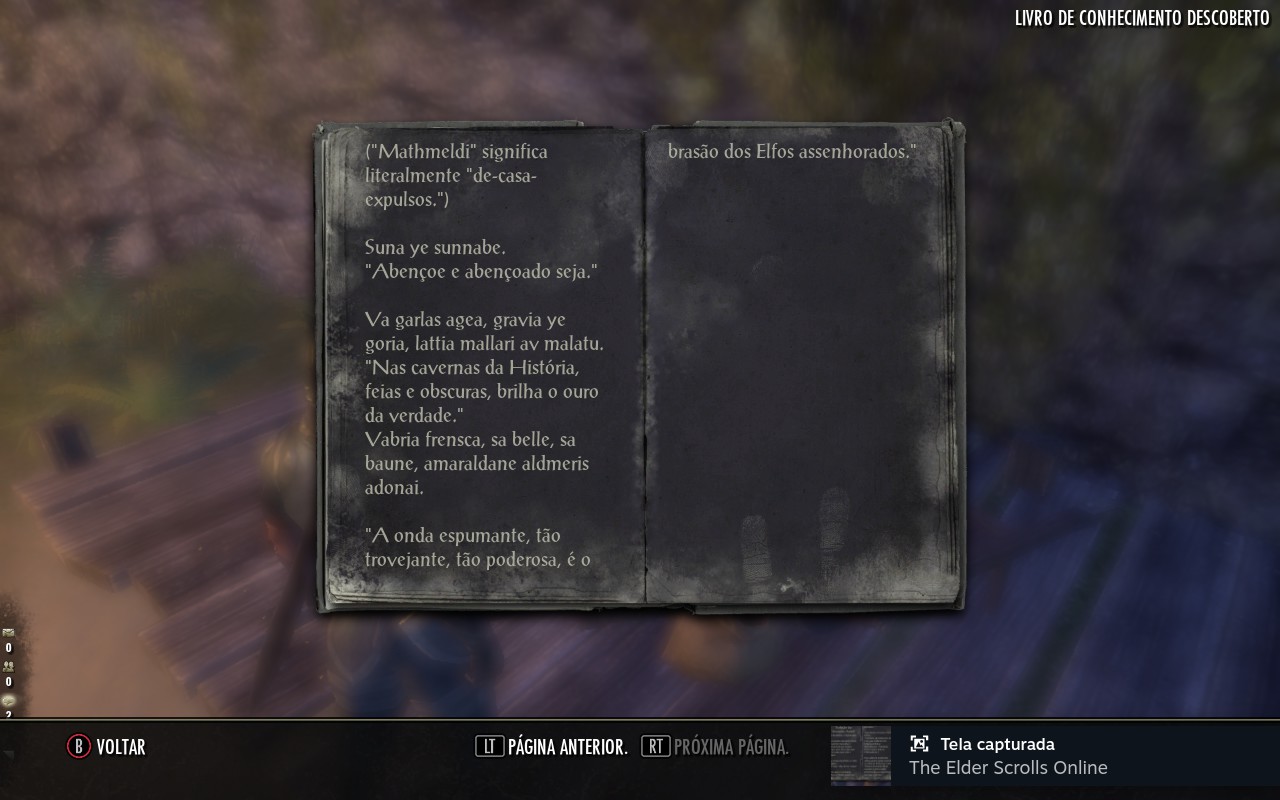 LIVRO DE CONHECIMENTO DESCOBERTO
("Mathmeldi" significa
literalmente "de-casa-
expulsos.")
Suna ye sunnabe.
"Abençoe e abençoado seja."
Va garlas agea, gravia ye
goria, lattia mallari av malatu.
"Nas cavernas da História,
feias e obscuras, brilha o ouro
da verdade."
Vabria frensca, sa belle, sa
baune, amaraldane aldmeris
adonai.
"A onda espumante, tão
trovejante, tão poderosa, é o
brasão dos Elfos assenhorados."
0
0
B VOLTAR
LT PÁGINA ANTERIOR.
RT PRÓXIMA PÁGINA.
Tela capturada
The Elder Scrolls Online